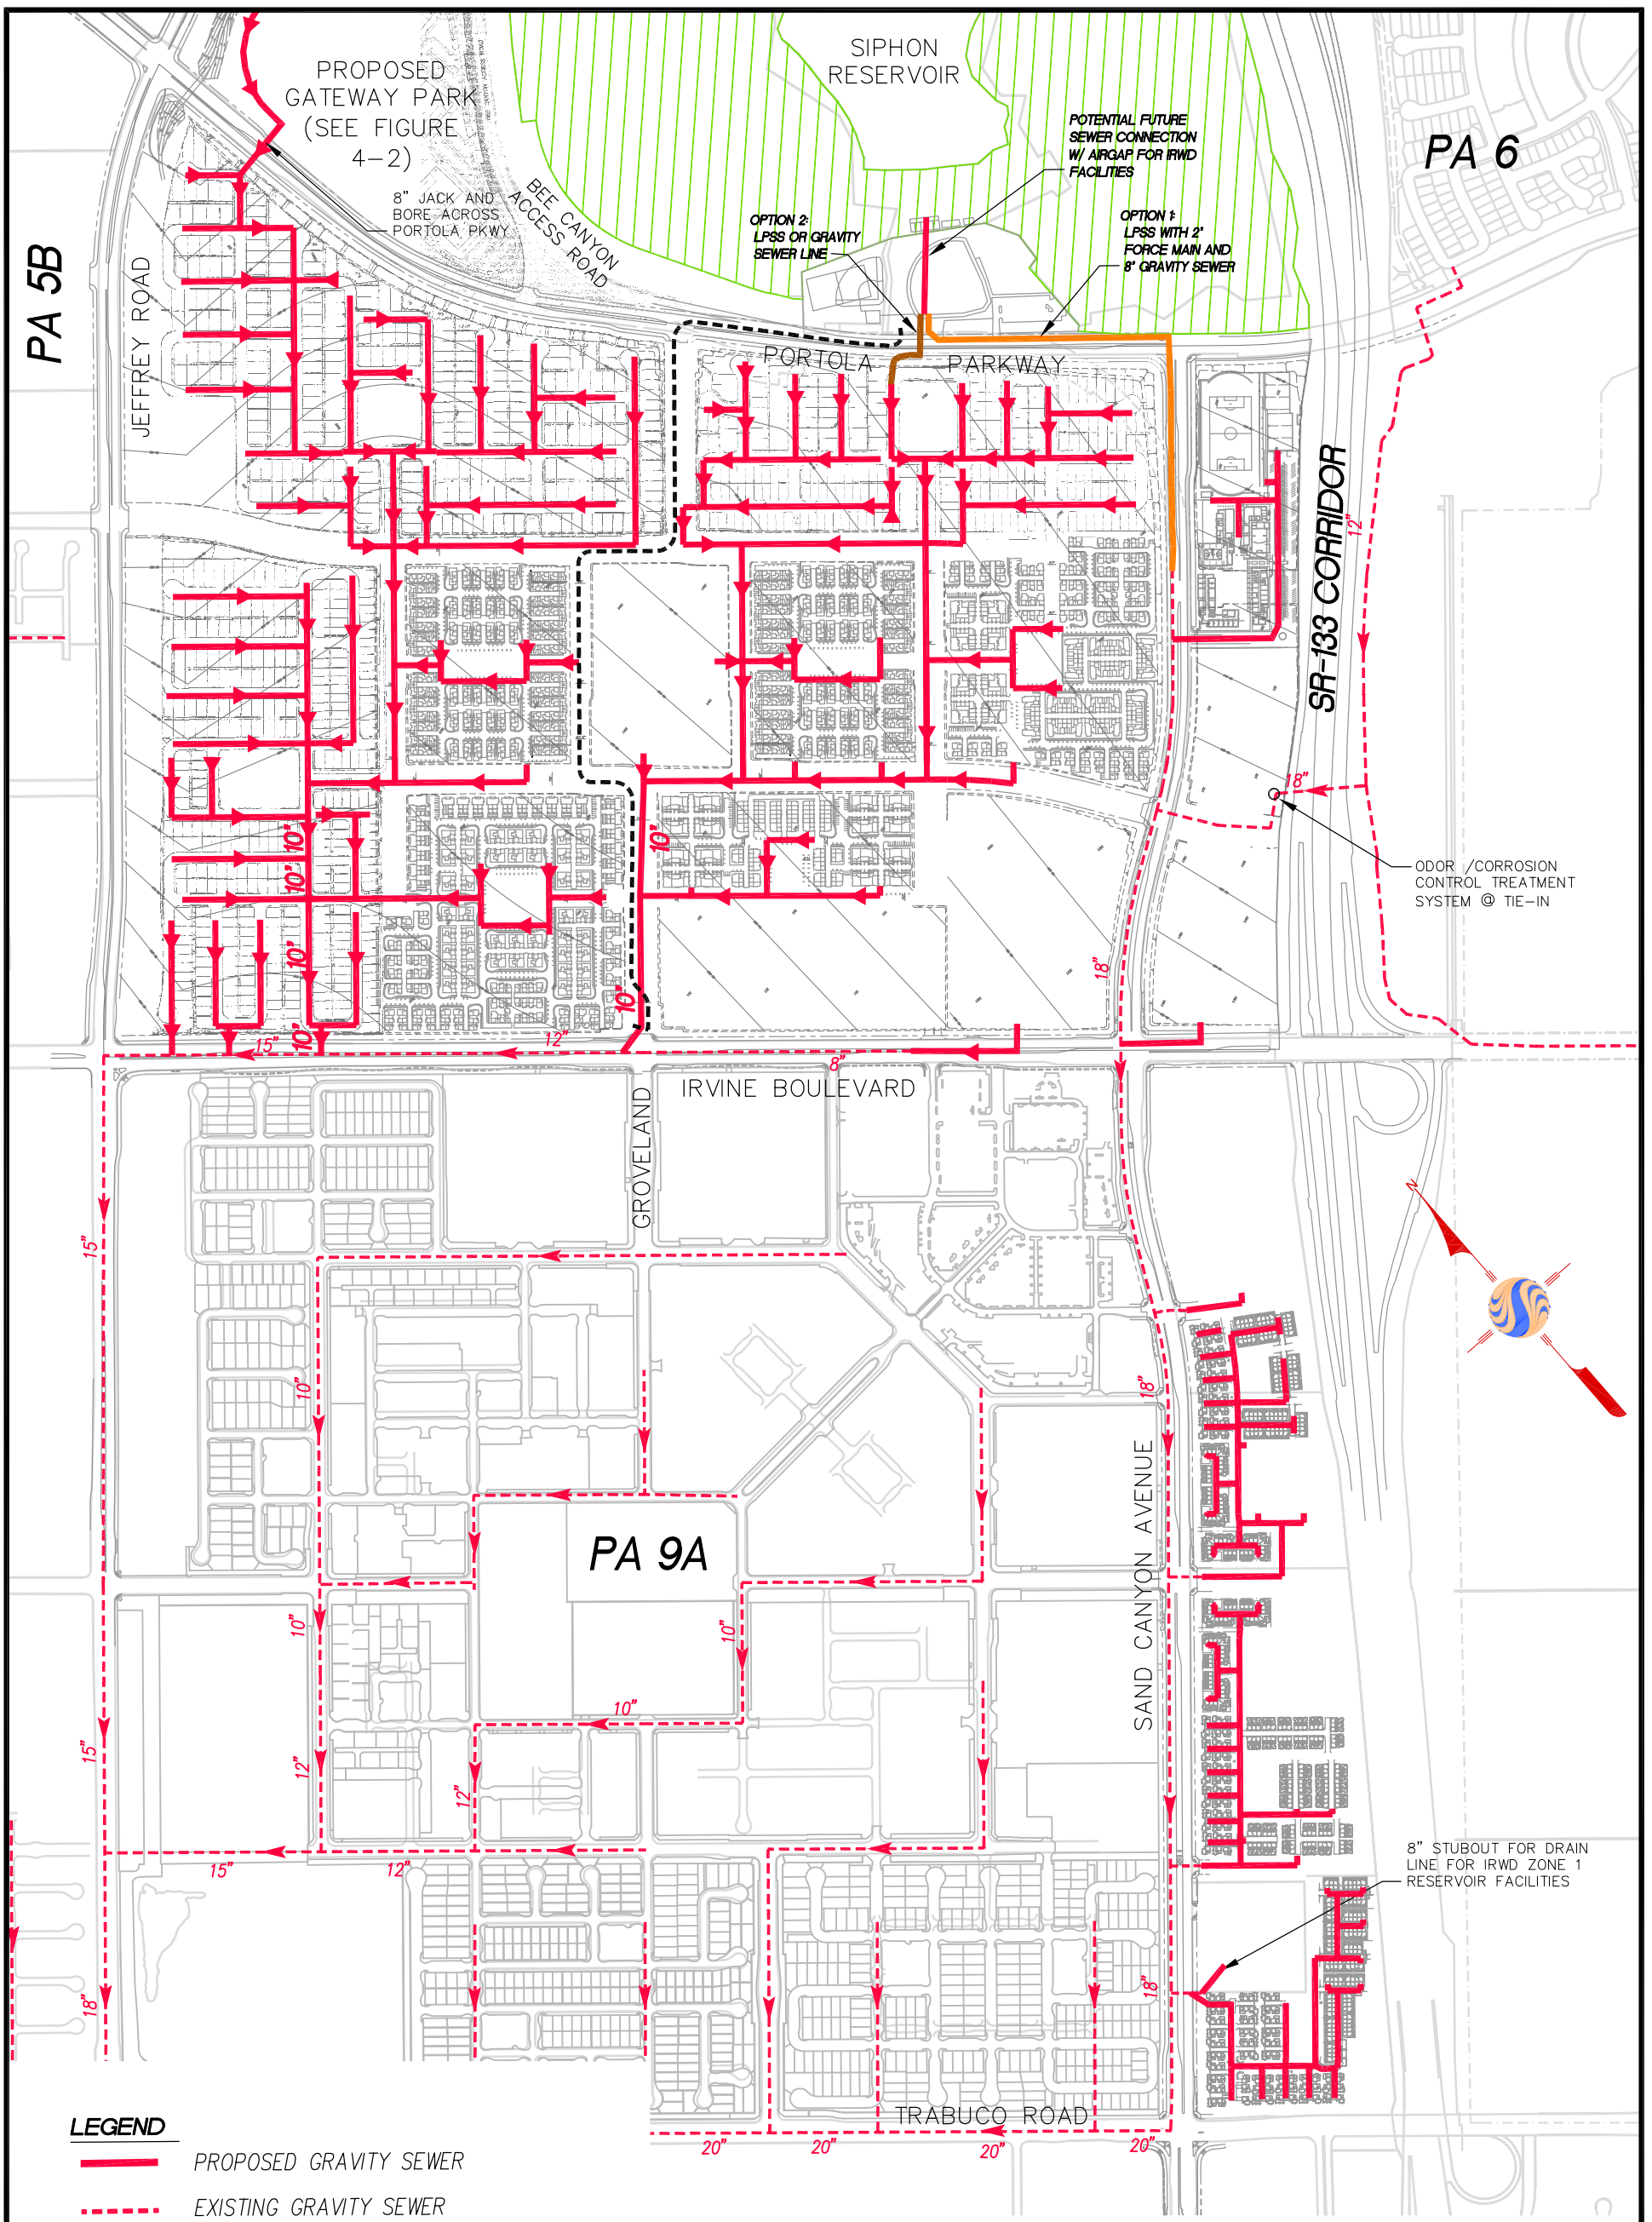 PROPOSED
GATEWAY PARK
(SEE FIGURE
4-2)
SIPHON
RESERVOIR
POTENTIAL FUTURE
SEWER CONNECTION
W/ AIRGAP FOR IRWD
FACILITIES
PA 6
8" JACK AND
BORE ACROSS
PORTOLA PKWY
BEE CANYON
ACCESS ROAD
OPTION 2:
LPSS OR GRAVITY
SEWER LINE
OPTION 1:
LPSS WITH 2"
FORCE MAIN AND
8" GRAVITY SEWER
PA 5B
JEFFREY ROAD
PORTOLA PARKWAY
SR-133 CORRIDOR
12"
18"
ODOR /CORROSION
CONTROL TREATMENT
SYSTEM @ TIE-IN
10"
10"
10"
10"
10"
10"
18"
15"
12"
8"
IRVINE BOULEVARD
GROVELAND
15"
10"
18"
SAND CANYON AVENUE
PA 9A
10"
10"
10"
15"
12"
12"
15"
12"
8" STUBOUT FOR DRAIN
LINE FOR IRWD ZONE 1
RESERVOIR FACILITIES
18"
18"
TRABUCO ROAD
20"
20"
20"
20"
N
LEGEND
PROPOSED GRAVITY SEWER
EXISTING GRAVITY SEWER